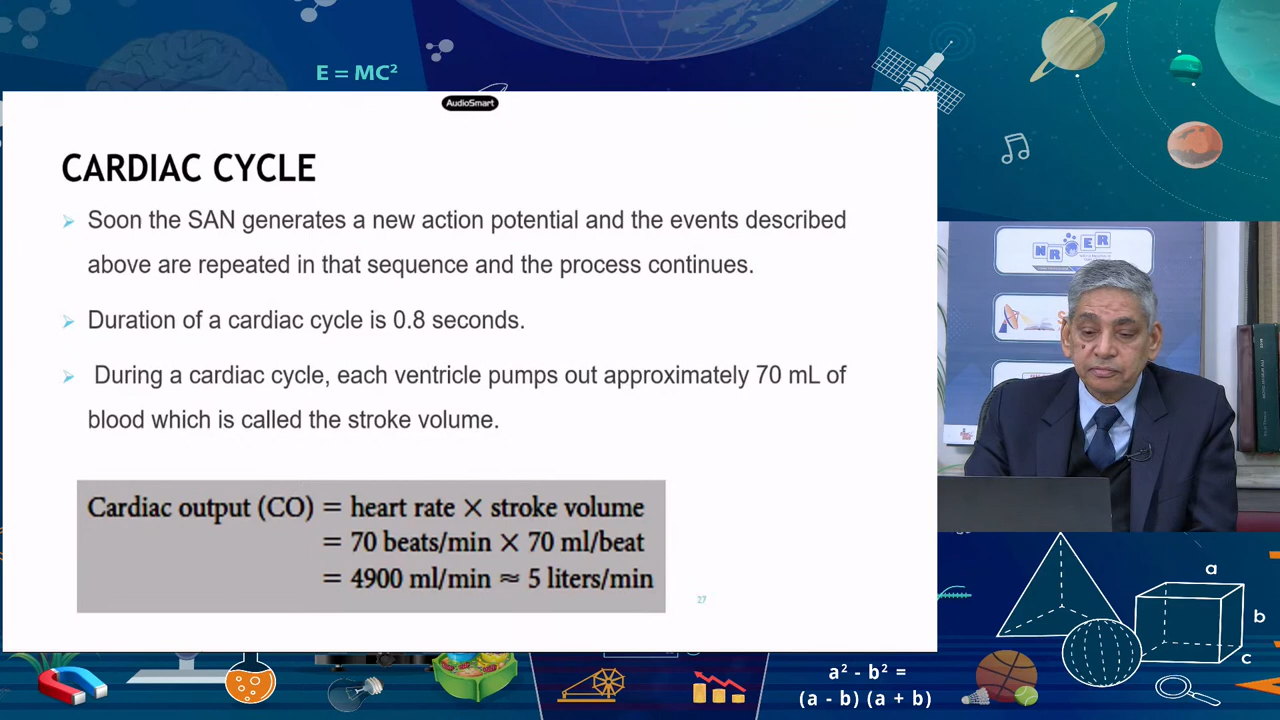 E = MC²
AudioSmart
CARDIAC CYCLE
Soon the SAN generates a new action potential and the events described
above are repeated in that sequence and the process continues.
Duration of a cardiac cycle is 0.8 seconds.
During a cardiac cycle, each ventricle pumps out approximately 70 mL of
blood which is called the stroke volume.
Cardiac output (CO) = heart rate × stroke volume
= 70 beats/min × 70 ml/beat
= 4900 ml/min ≈ 5 liters/min
27
NR ER
a
b
c
a² - b² =
(a - b) (a + b)